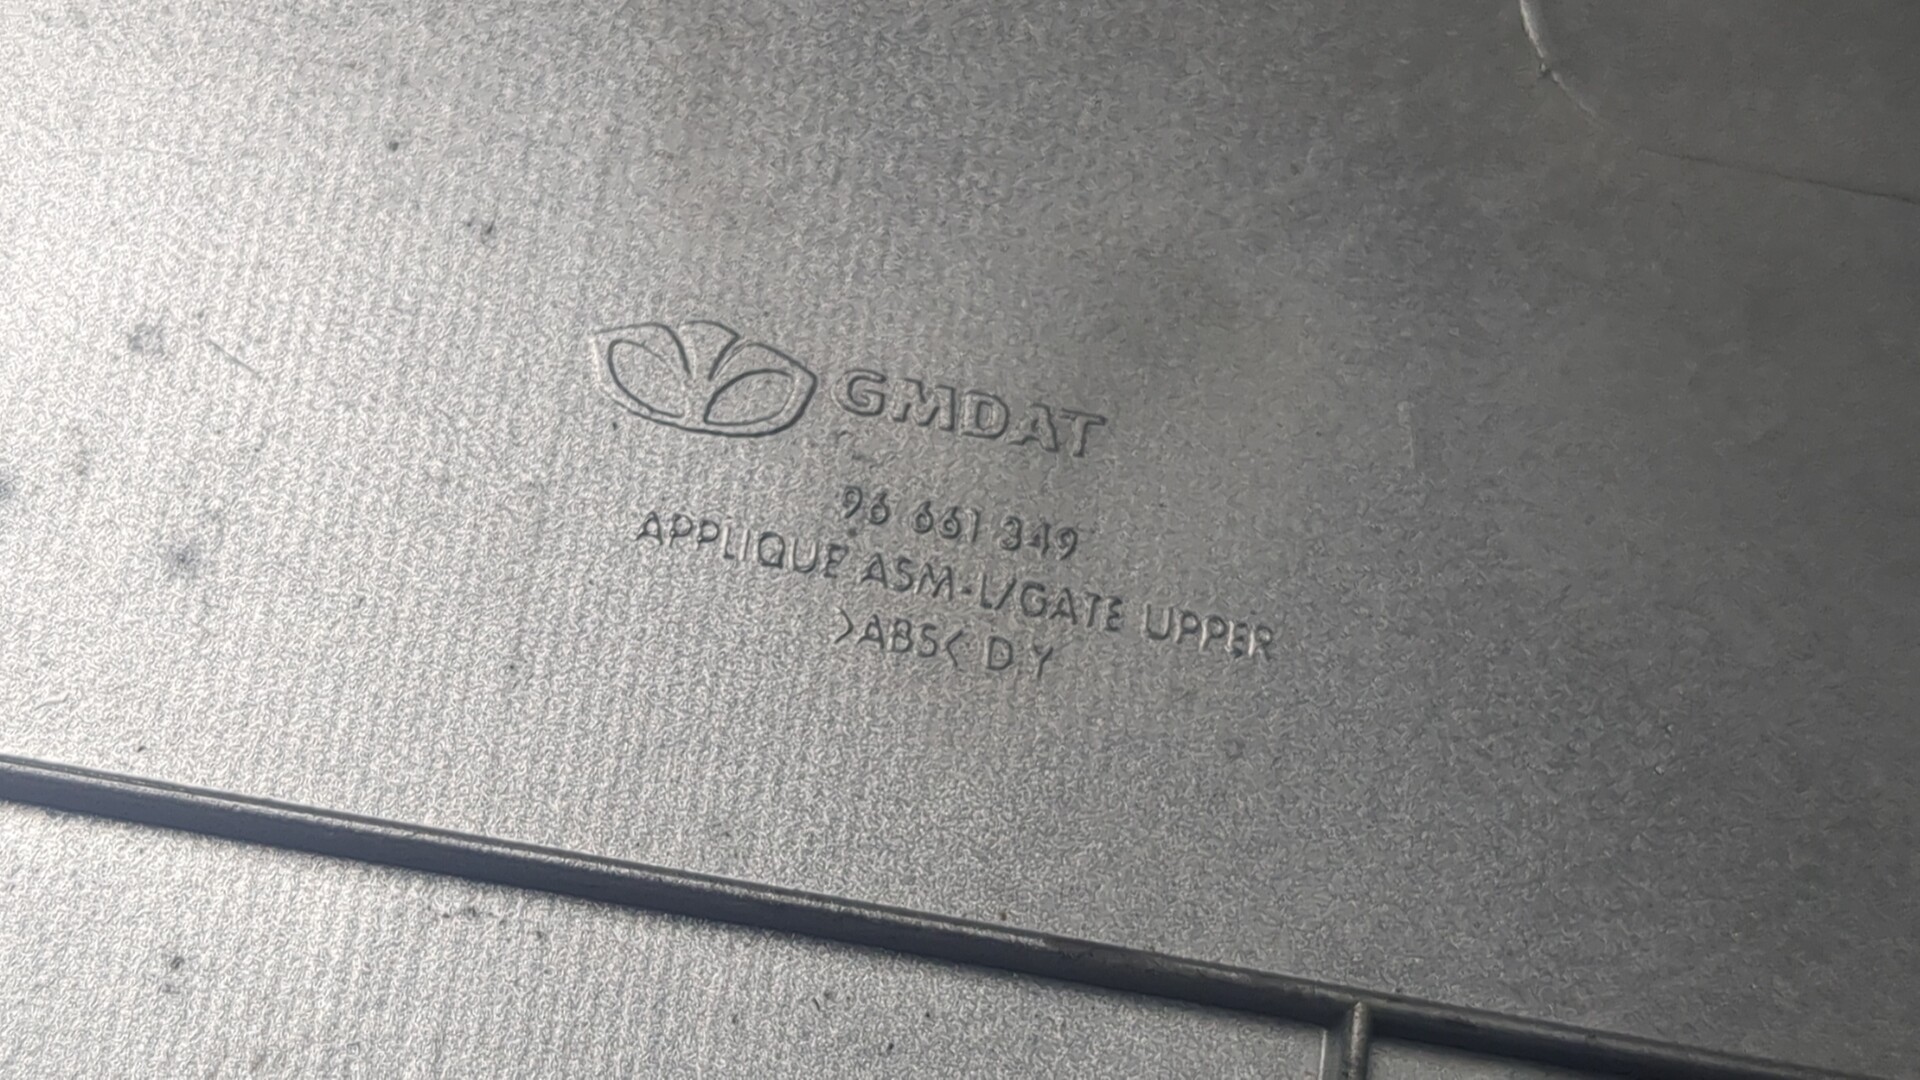 GMDAT
96 661 349
APPLIQUE ASM-L/GATE UPPER
>ABS< D.Y